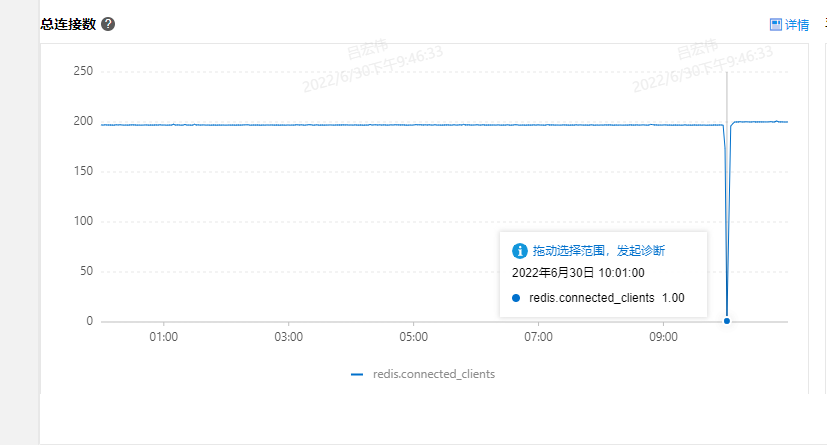 总连接数 ?
详情
吕宏伟
2022/6/30下午9:46:33
吕宏伟
2022/6/30下午9:46:33
250
200
150
100
50
0
拖动选择范围，发起诊断
2022年6月30日 10:01:00
redis.connected_clients 1.00
01:00 03:00 05:00 07:00 09:00
redis.connected_clients